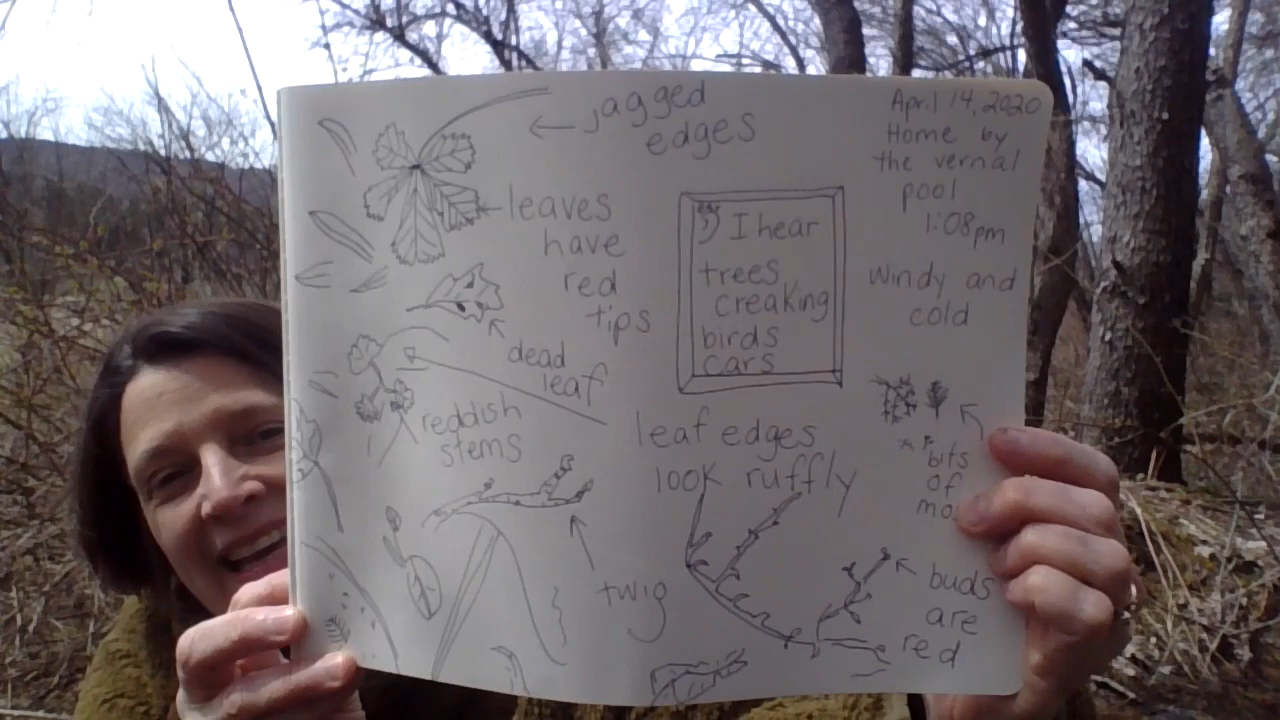 jagged
edges
leaves
have
red
tips
dead
leaf
reddish
stems
twig
I hear
trees
creaking
birds
cars
leaf edges
look ruffly
April 14, 2020
Home by
the vernal
pool
1:08pm
windy and
cold
bits
of
buds
are
red